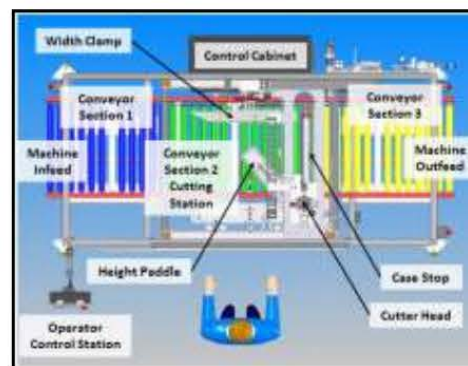 Width Clamp
Control Cabinet
Conveyor
Section 1
Conveyor
Section 3
Machine
Infeed
Conveyor
Section 2
Cutting
Station
Machine
Outfeed
Height Paddle
Case Stop
Cutter Head
Operator
Control Station